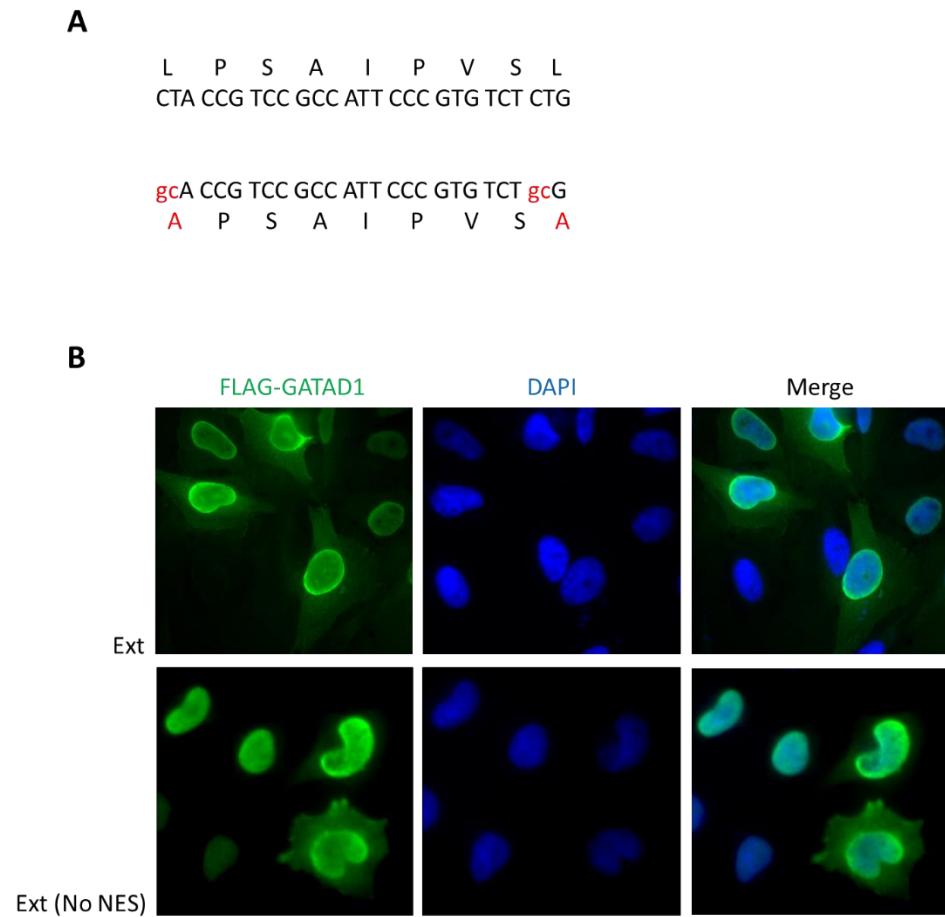 A
L P S A I P V S L
CTA CCG TCC GCC ATT CCC GTG TCT CTG
gcA CCG TCC GCC ATT CCC GTG TCT gcG
A P S A I P V S A
B
FLAG-GATAD1 DAPI Merge
Ext
Ext (No NES)